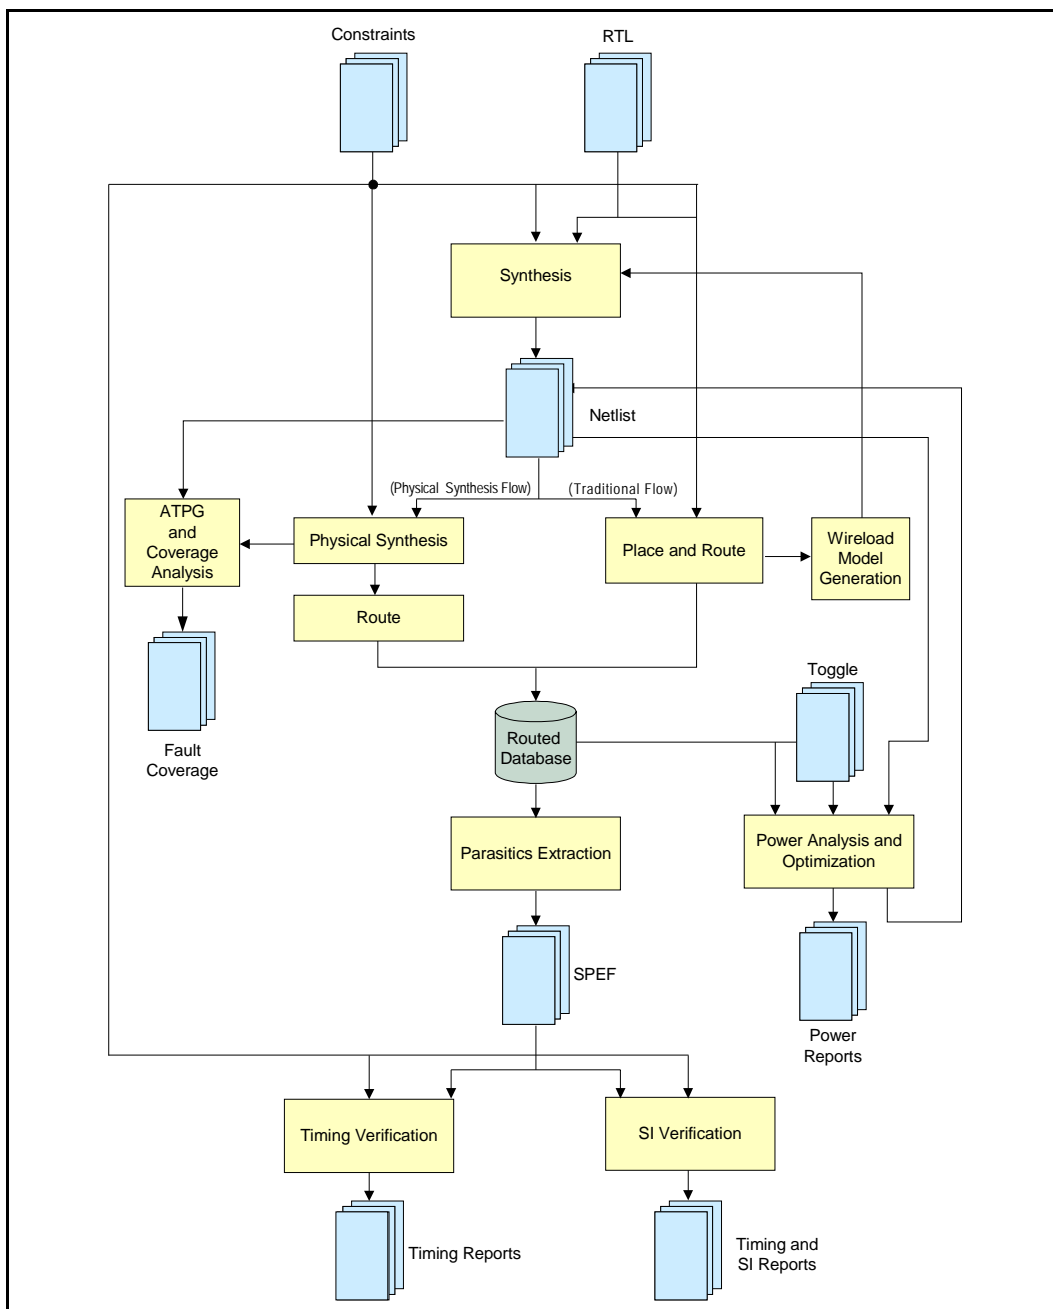 Constraints
RTL
Synthesis
Netlist
(Physical Synthesis Flow)
(Traditional Flow)
ATPG
and
Coverage
Analysis
Physical Synthesis
Place and Route
Wireload
Model
Generation
Route
Fault
Coverage
Toggle
Routed
Database
Parasitics Extraction
Power Analysis and
Optimization
SPEF
Power
Reports
Timing Verification
SI Verification
Timing Reports
Timing and
SI Reports